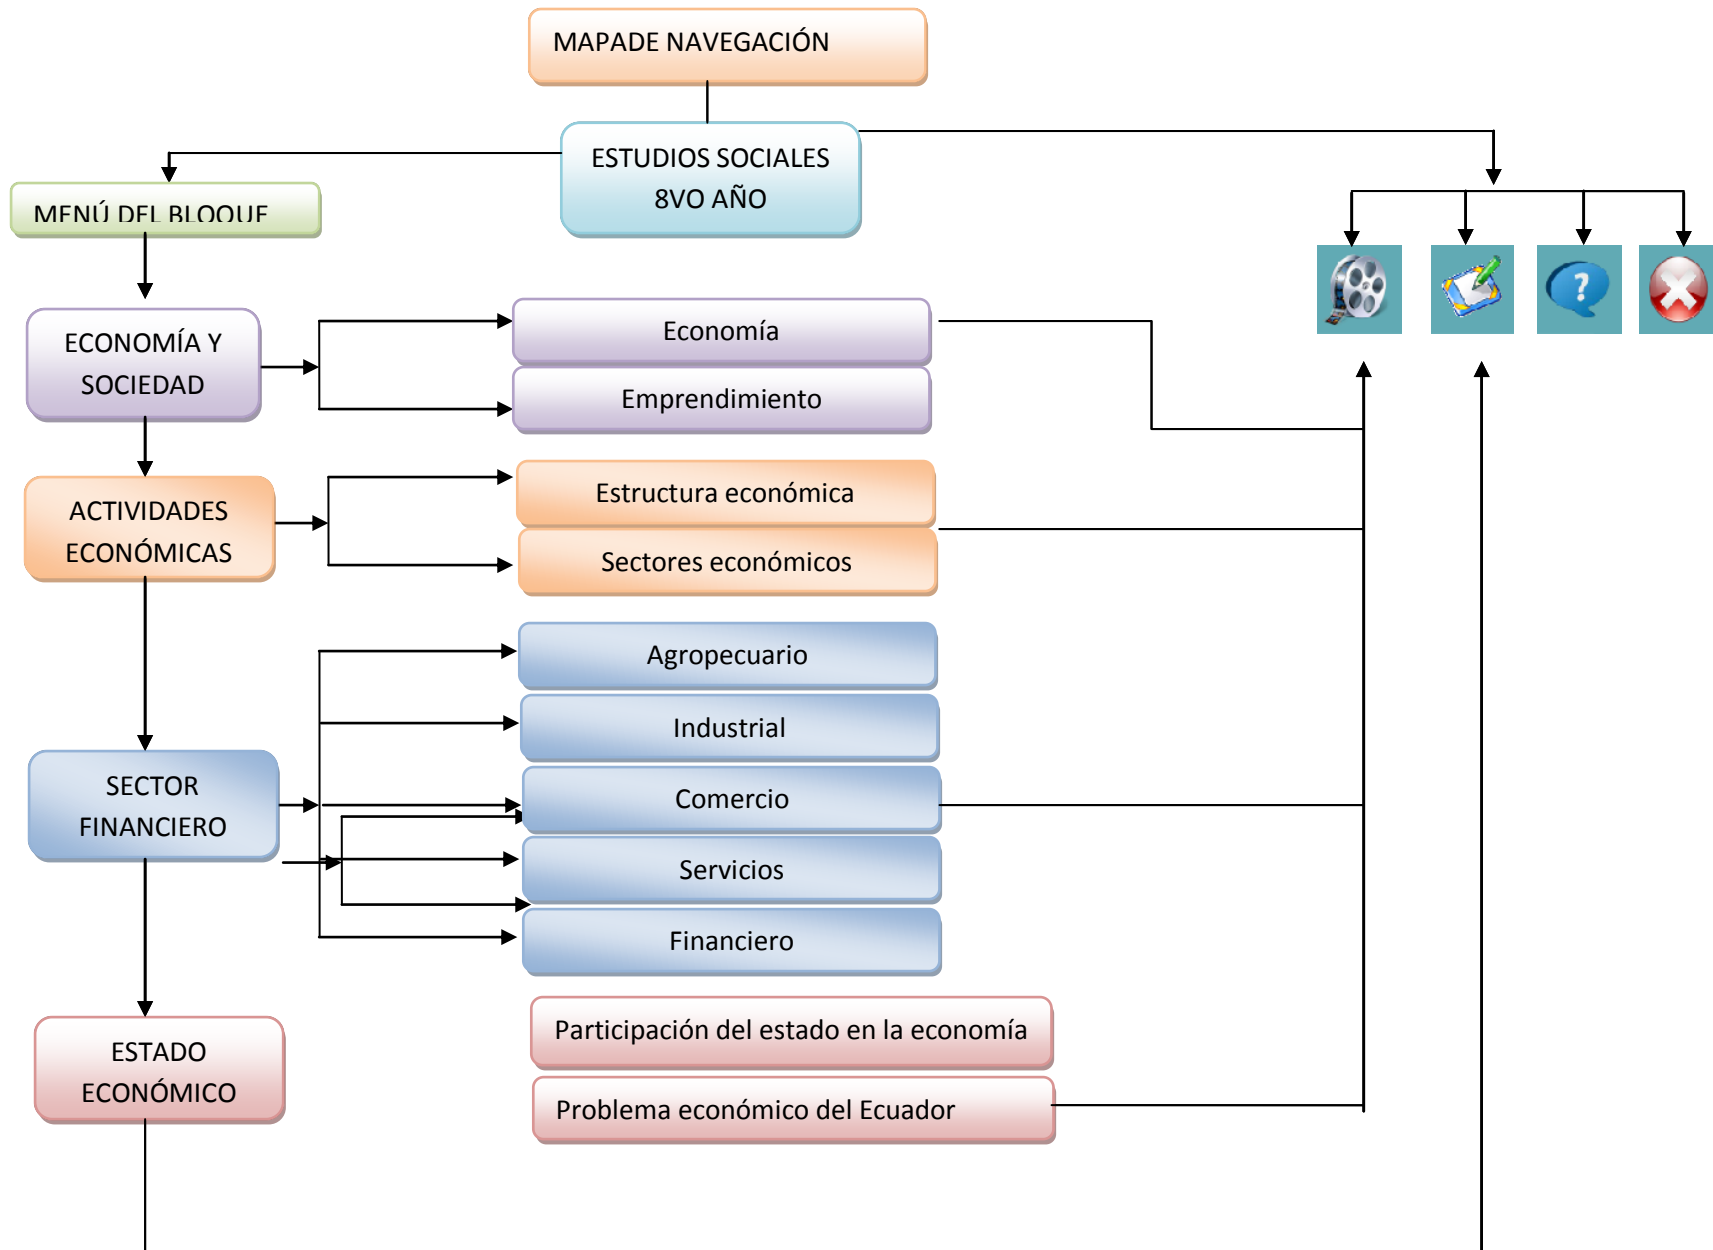 MAPADE NAVEGACIÓN
ESTUDIOS SOCIALES
8VO AÑO
MENÚ DEL BLOQUE
ECONOMÍA Y
SOCIEDAD
Economía
Emprendimiento
ACTIVIDADES
ECONÓMICAS
Estructura económica
Sectores económicos
SECTOR
FINANCIERO
Agropecuario
Industrial
Comercio
Servicios
Financiero
ESTADO
ECONÓMICO
Participación del estado en la economía
Problema económico del Ecuador
?